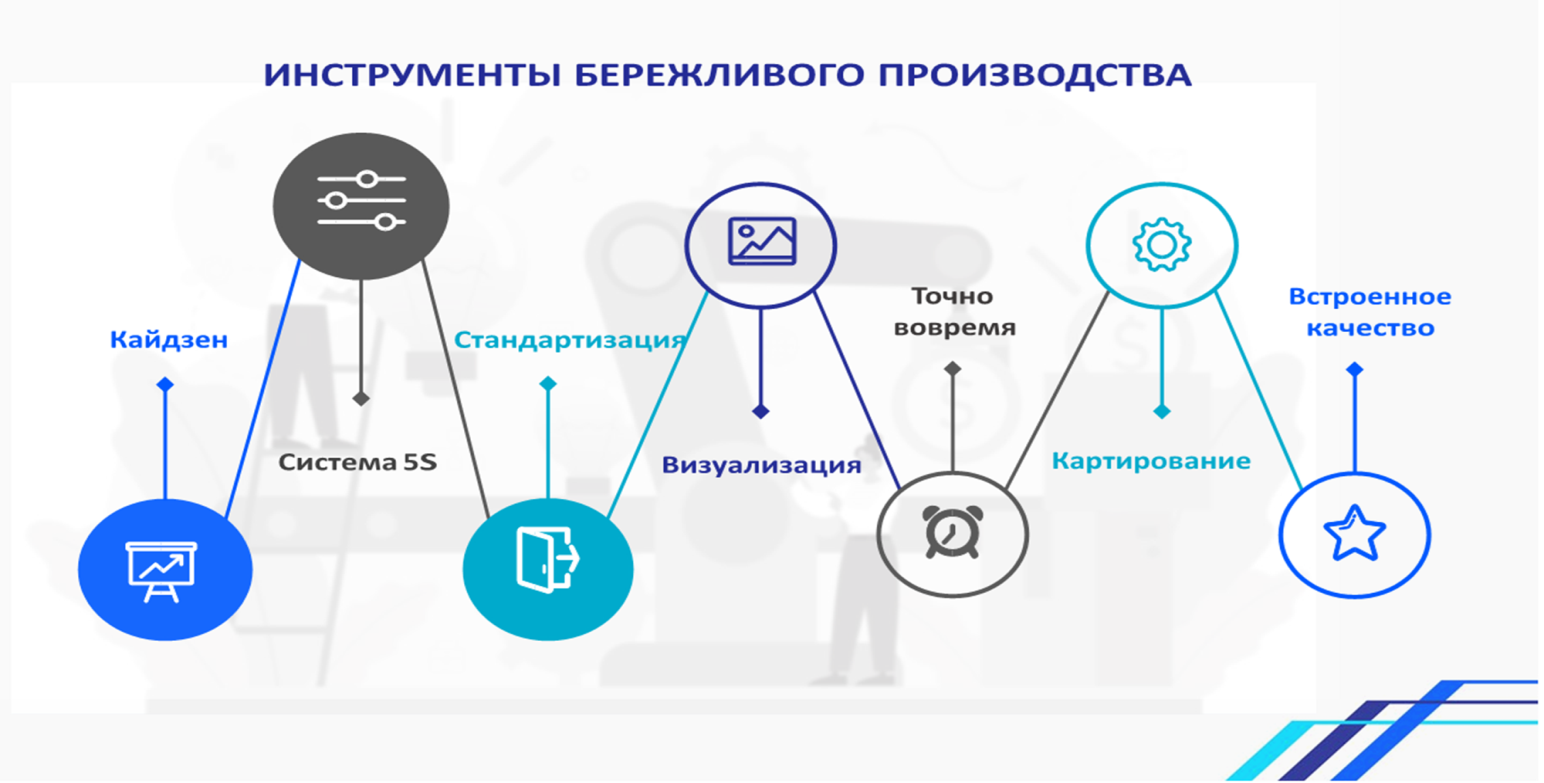 ИНСТРУМЕНТЫ БЕРЕЖЛИВОГО ПРОИЗВОДСТВА
Кайдзен
Система 5S
Стандартизация
Визуализация
Точно
вовремя
Картирование
Встроенное
качество